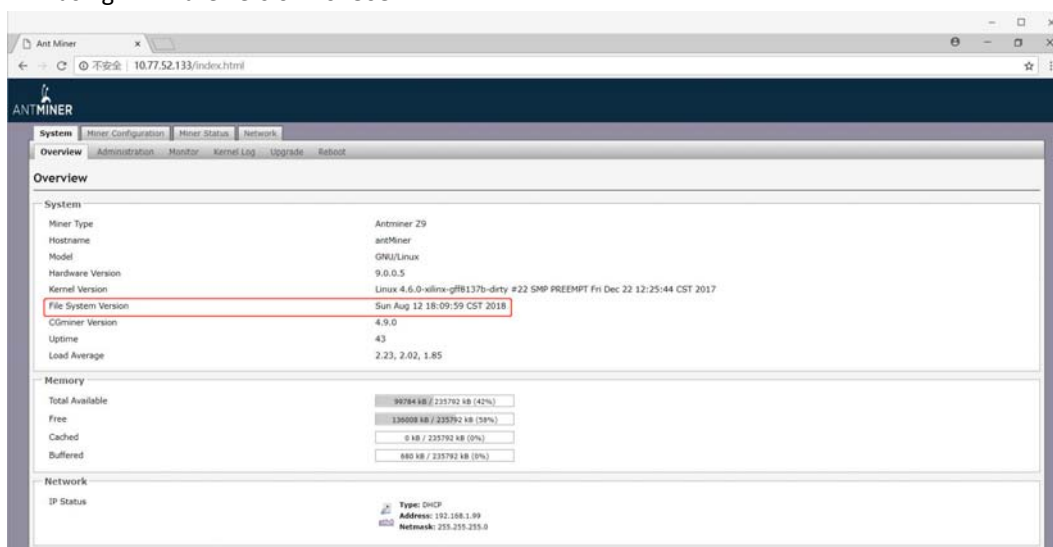 Ant Miner
不安全 | 10.77.52.133/index.html
ANTMINER
System Miner Configuration Miner Status Network
Overview Administration Monitor Kernel Log Upgrade Reboot
Overview
System
Miner Type Antminer Z9
Hostname antMiner
Model GNU/Linux
Hardware Version 9.0.0.5
Kernel Version Linux 4.6.0-xilinx-gff8137b-dirty #22 SMP PREEMPT Fri Dec 22 12:25:44 CST 2017
File System Version Sun Aug 12 18:09:59 CST 2018
CGminer Version 4.9.0
Uptime 43
Load Average 2.23, 2.02, 1.85
Memory
Total Available 99784 kB / 235792 kB (42%)
Free 136008 kB / 235792 kB (58%)
Cached 0 kB / 235792 kB (0%)
Buffered 680 kB / 235792 kB (0%)
Network
IP Status Type: DHCP
Address: 192.168.1.99
Netmask: 255.255.255.0